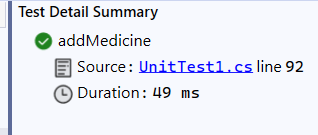 Test Detail Summary
addMedicine
Source: UnitTest1.cs line 92
Duration: 49 ms